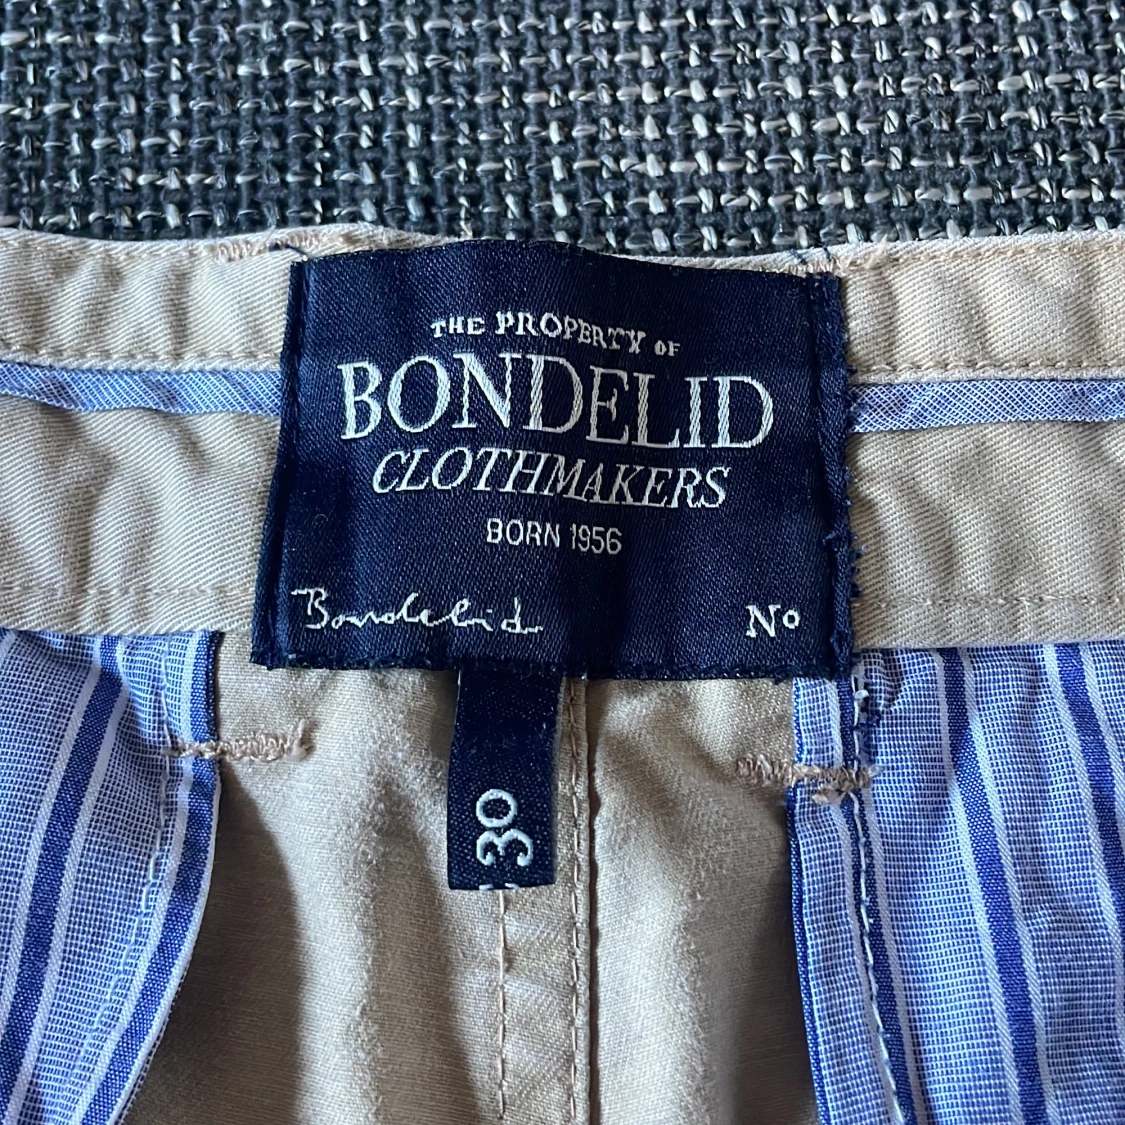 THE PROPERTY OF
BONDELID
CLOTHMAKERS
BORN 1956
Bondelid Nº
30